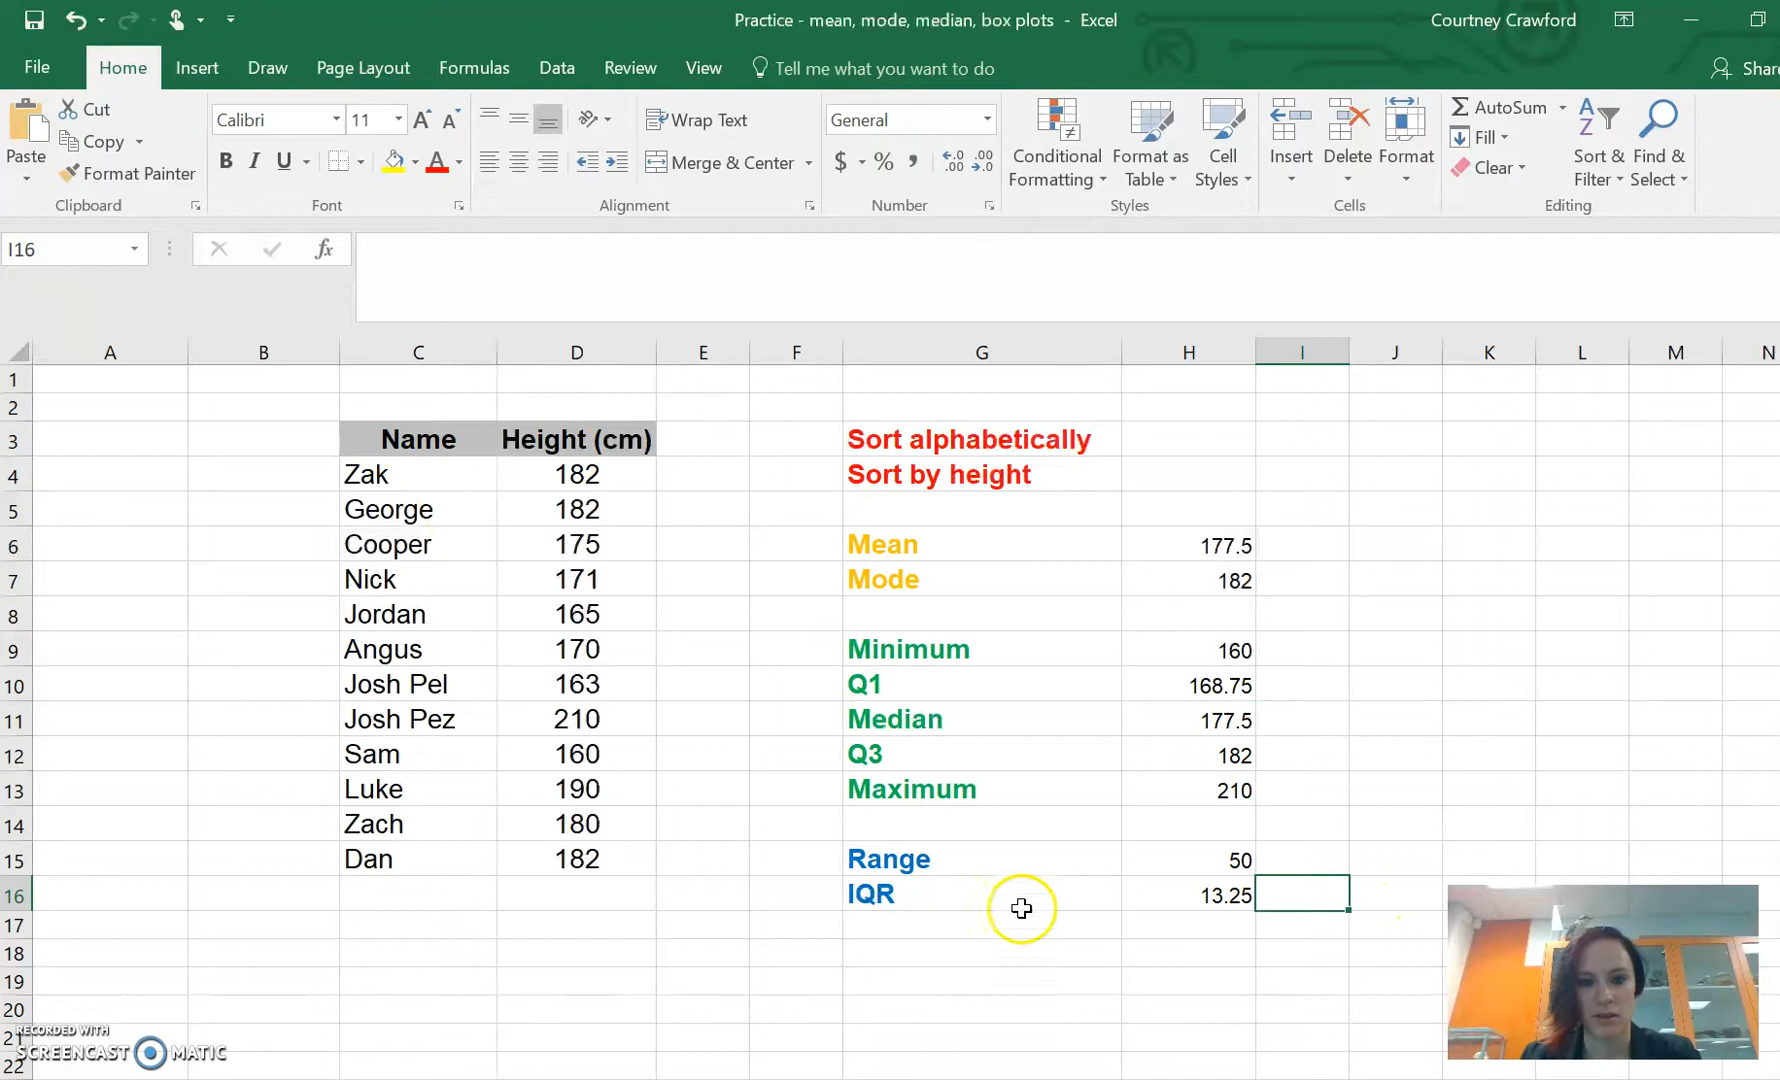 Practice - mean, mode, median, box plots - Excel
Courtney Crawford
File Home Insert Draw Page Layout Formulas Data Review View Tell me what you want to do Share
Paste Cut Copy Format Painter
Calibri 11
B I U A
Wrap Text
Merge & Center
General
$ % ,
Conditional Formatting
Format as Table
Cell Styles
Insert Delete Format
AutoSum
Fill
Clear
Sort & Filter
Find & Select
Clipboard Font Alignment Number Styles Cells Editing
I16 fx
A B C D E F G H I J K L M N
1
2
3 Name Height (cm) Sort alphabetically
4 Zak 182 Sort by height
5 George 182
6 Cooper 175 Mean 177.5
7 Nick 171 Mode 182
8 Jordan 165
9 Angus 170 Minimum 160
10 Josh Pel 163 Q1 168.75
11 Josh Pez 210 Median 177.5
12 Sam 160 Q3 182
13 Luke 190 Maximum 210
14 Zach 180
15 Dan 182 Range 50
16 IQR 13.25
17
18
19
20
21
22
RECORDED WITH
SCREENCAST MATIC